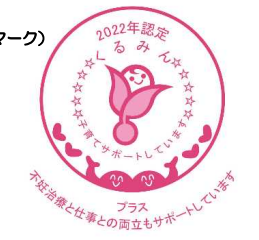 マーク)
2022年認定
☆くるみん☆
☆☆☆☆子育てサポートしています☆☆☆☆
プラス
不妊治療と仕事との両立もサポートしています